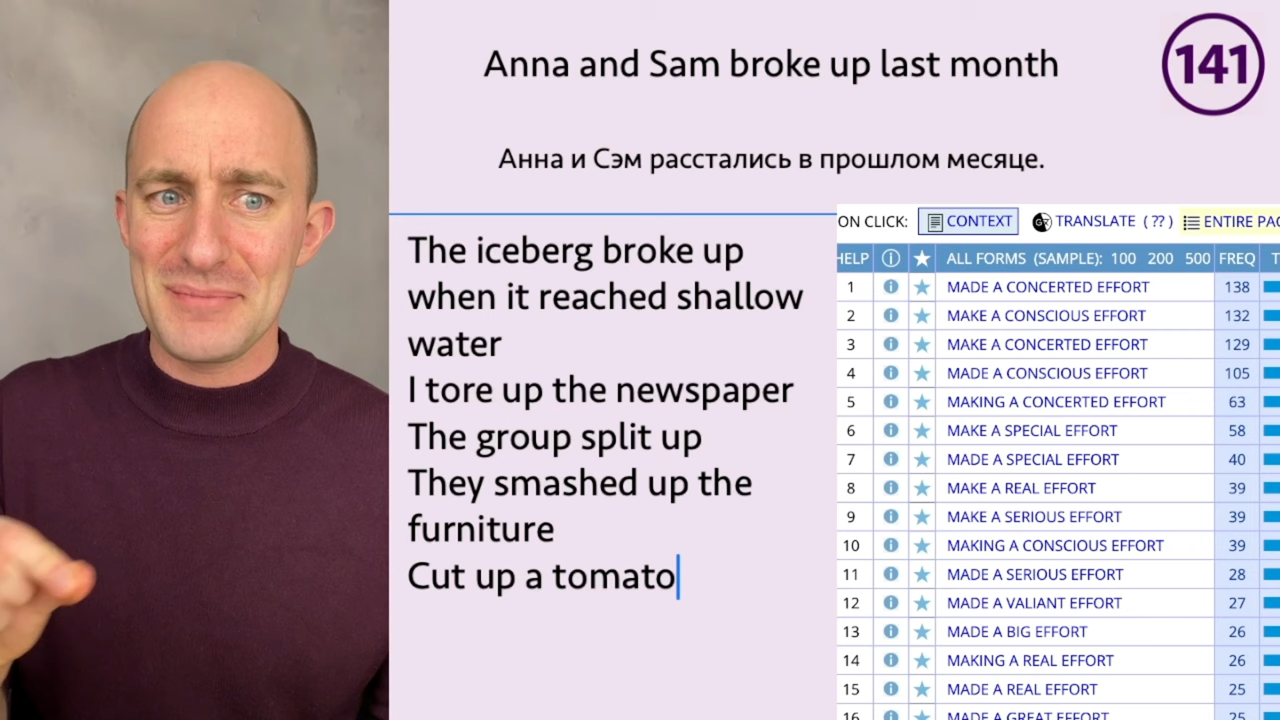 Anna and Sam broke up last month
141
Анна и Сэм расстались в прошлом месяце.
The iceberg broke up
when it reached shallow
water
I tore up the newspaper
The group split up
They smashed up the
furniture
Cut up a tomato
ON CLICK: CONTEXT TRANSLATE (??) ENTIRE PAG
HELP ALL FORMS (SAMPLE): 100 200 500 FREQ T
1 MADE A CONCERTED EFFORT 138
2 MAKE A CONSCIOUS EFFORT 132
3 MAKE A CONCERTED EFFORT 129
4 MADE A CONSCIOUS EFFORT 105
5 MAKING A CONCERTED EFFORT 63
6 MAKE A SPECIAL EFFORT 58
7 MADE A SPECIAL EFFORT 40
8 MAKE A REAL EFFORT 39
9 MAKE A SERIOUS EFFORT 39
10 MAKING A CONSCIOUS EFFORT 39
11 MADE A SERIOUS EFFORT 28
12 MADE A VALIANT EFFORT 27
13 MADE A BIG EFFORT 26
14 MAKING A REAL EFFORT 26
15 MADE A REAL EFFORT 25
16 MADE A GREAT EFFORT 25